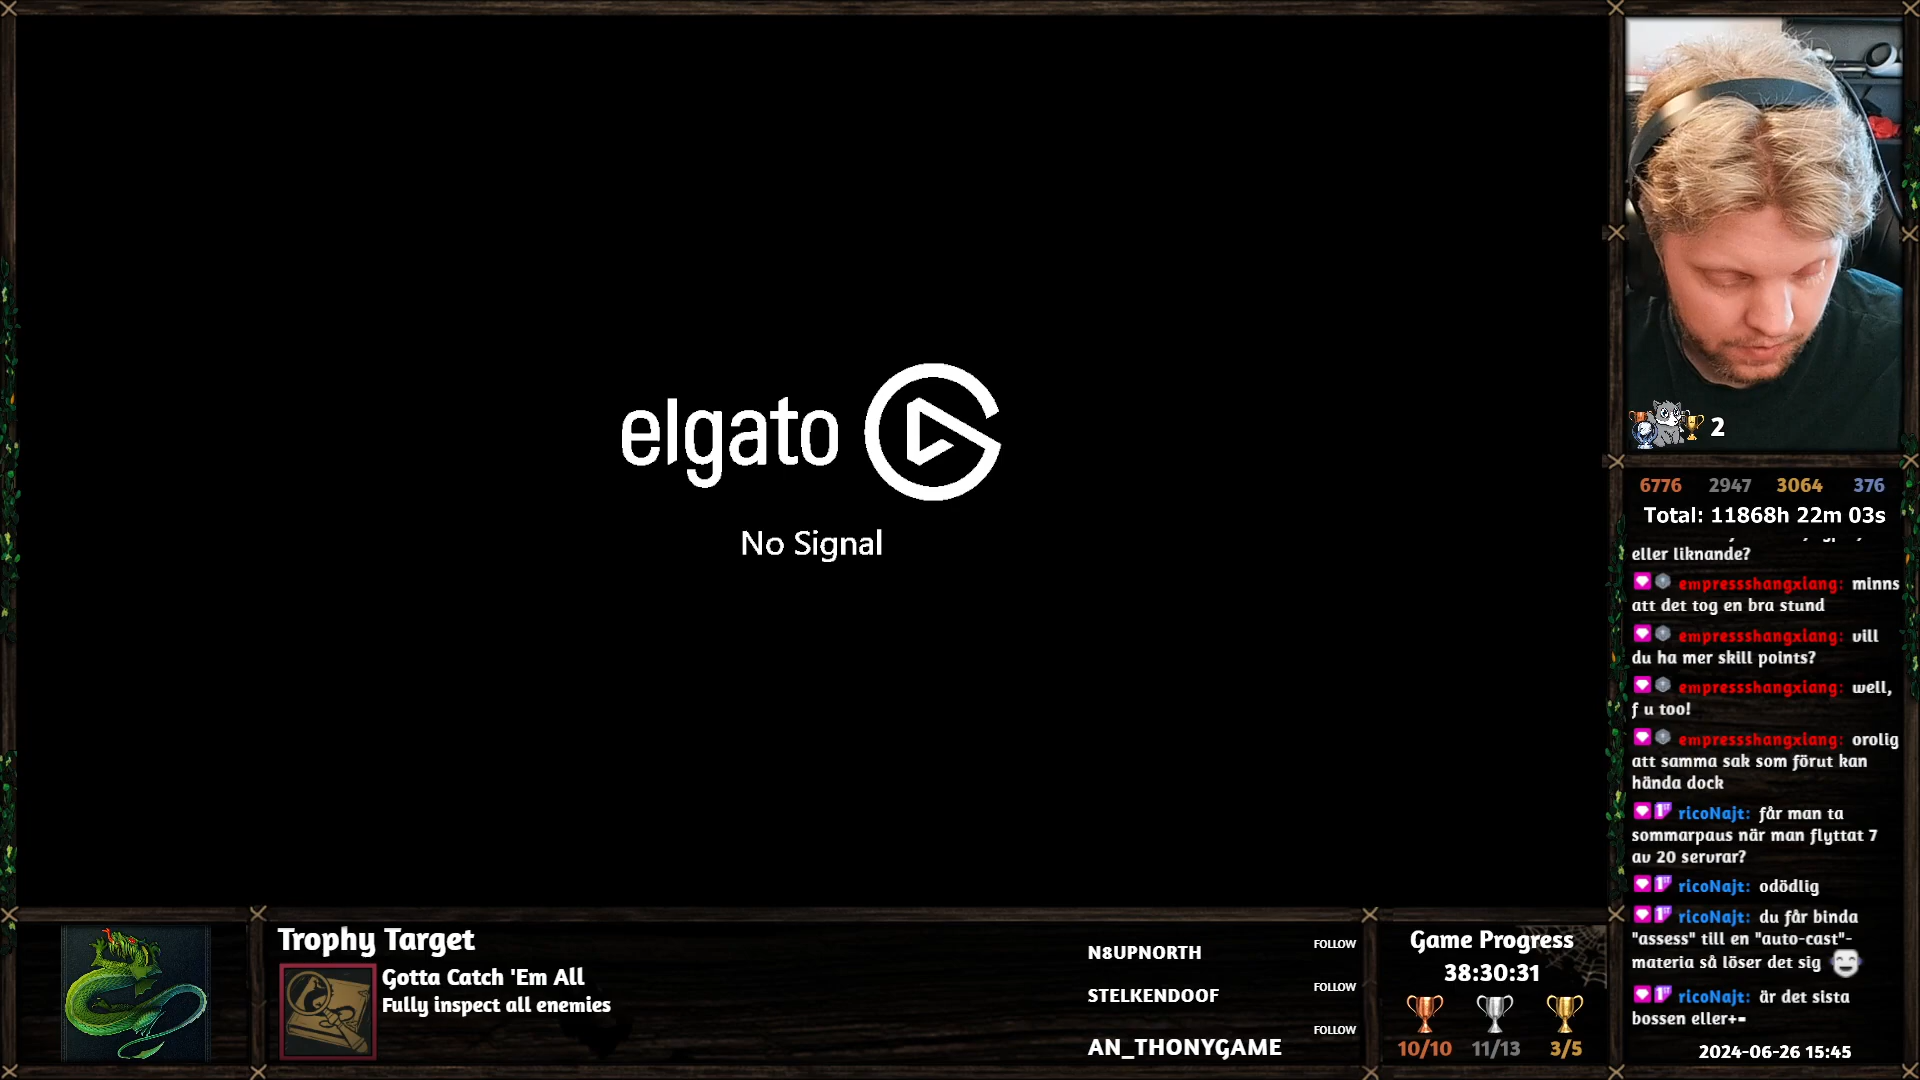 elgato
No Signal
2
6776 2947 3064 376
Total: 11868h 22m 03s
eller liknande?
empressshangxiang: minns
att det tog en bra stund
empressshangxiang: vill
du ha mer skill points?
empressshangxiang: well,
f u too!
empressshangxiang: orolig
att samma sak som förut kan
hända dock
ricoNajt: får man ta
sommarpaus när man flyttat 7
av 20 servrar?
ricoNajt: odödlig
ricoNajt: du får binda
"assess" till en "auto-cast"-
materia så löser det sig
ricoNajt: är det sista
bossen eller+-
2024-06-26 15:45
Trophy Target
Gotta Catch 'Em All
Fully inspect all enemies
N8UPNORTH FOLLOW
STELKENDOOF FOLLOW
AN_THONYGAME FOLLOW
Game Progress
38:30:31
10/10 11/13 3/5